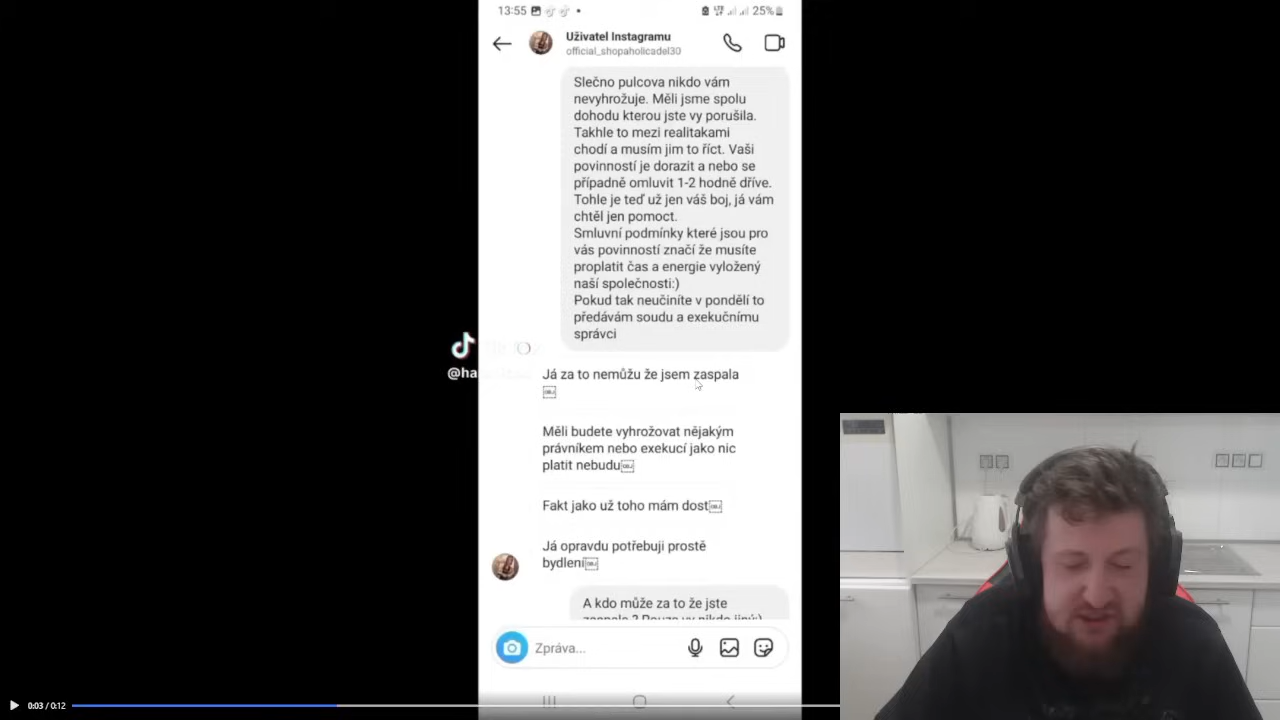 13:55
25%
Uživatel Instagramu
official_shopaholicadel30
Slečno pulcova nikdo vám
nevyhrožuje. Měli jsme spolu
dohodu kterou jste vy porušila.
Takhle to mezi realitakami
chodí a musím jim to říct. Vaši
povinností je dorazit a nebo se
případně omluvit 1-2 hodně dříve.
Tohle je teď už jen váš boj, já vám
chtěl jen pomoct.
Smluvní podmínky které jsou pro
vás povinností značí že musíte
proplatit čas a energie vyložený
naší společnosti:)
Pokud tak neučiníte v pondělí to
předávám soudu a exekučnímu
správci
@ha
Já za to nemůžu že jsem zaspala
Měli budete vyhrožovat nějakým
právníkem nebo exekucí jako nic
platit nebudu
Fakt jako už toho mám dost
Já opravdu potřebuji prostě
bydlení
A kdo může za to že jste
zaspala ? Pouze vy nikdo jiný:)
Zpráva...
0:03 / 0:12